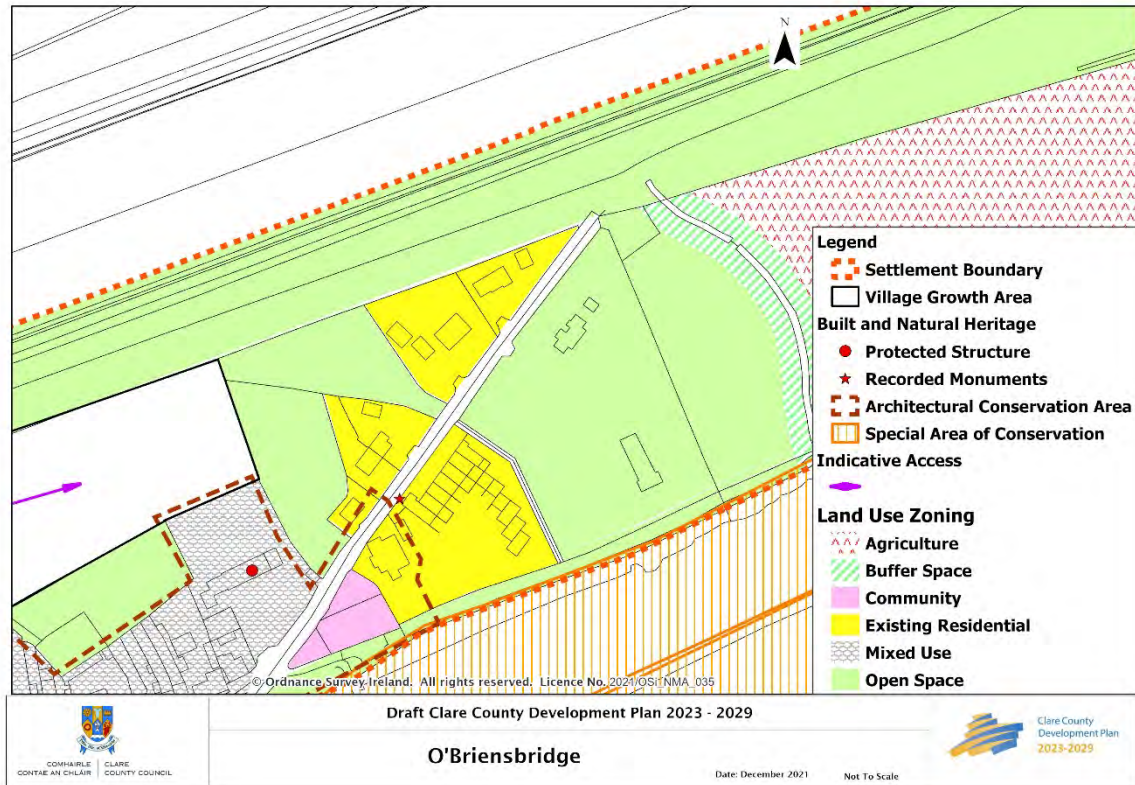 N
Legend
Settlement Boundary
Village Growth Area
Built and Natural Heritage
Protected Structure
Recorded Monuments
Architectural Conservation Area
Special Area of Conservation
Indicative Access
Land Use Zoning
Agriculture
Buffer Space
Community
Existing Residential
Mixed Use
Open Space
© Ordnance Survey Ireland. All rights reserved. Licence No. 2021/OSi_NMA_035
COMHAIRLE CONTAE AN CHLÁIR
CLARE COUNTY COUNCIL
Draft Clare County Development Plan 2023 - 2029
O'Briensbridge
Date: December 2021
Not To Scale
Clare County
Development Plan
2023-2029